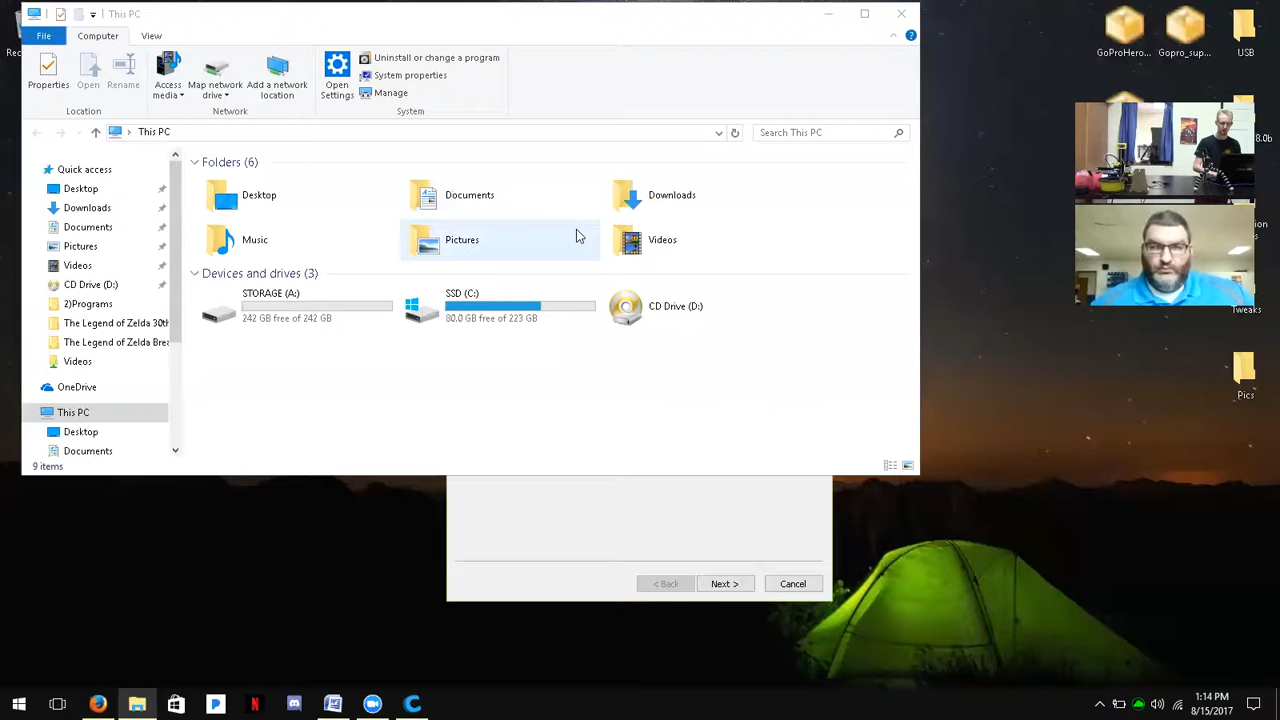 This PC
File
Computer
View
Properties
Open
Rename
Access media
Map network drive
Add a network location
Open Settings
Uninstall or change a program
System properties
Manage
Location
Network
System
This PC
Search This PC
Quick access
Desktop
Downloads
Documents
Pictures
Videos
CD Drive (D:)
2)Programs
The Legend of Zelda 30th
The Legend of Zelda Brea
Videos
OneDrive
This PC
Desktop
Documents
Folders (6)
Desktop
Documents
Downloads
Music
Pictures
Videos
Devices and drives (3)
STORAGE (A:)
242 GB free of 242 GB
SSD (C:)
80.0 GB free of 223 GB
CD Drive (D:)
9 items
< Back
Next >
Cancel
Rec
GoProHero...
Gopro_sup...
USB
8.0b
Tweaks
Pics
1:14 PM
8/15/2017